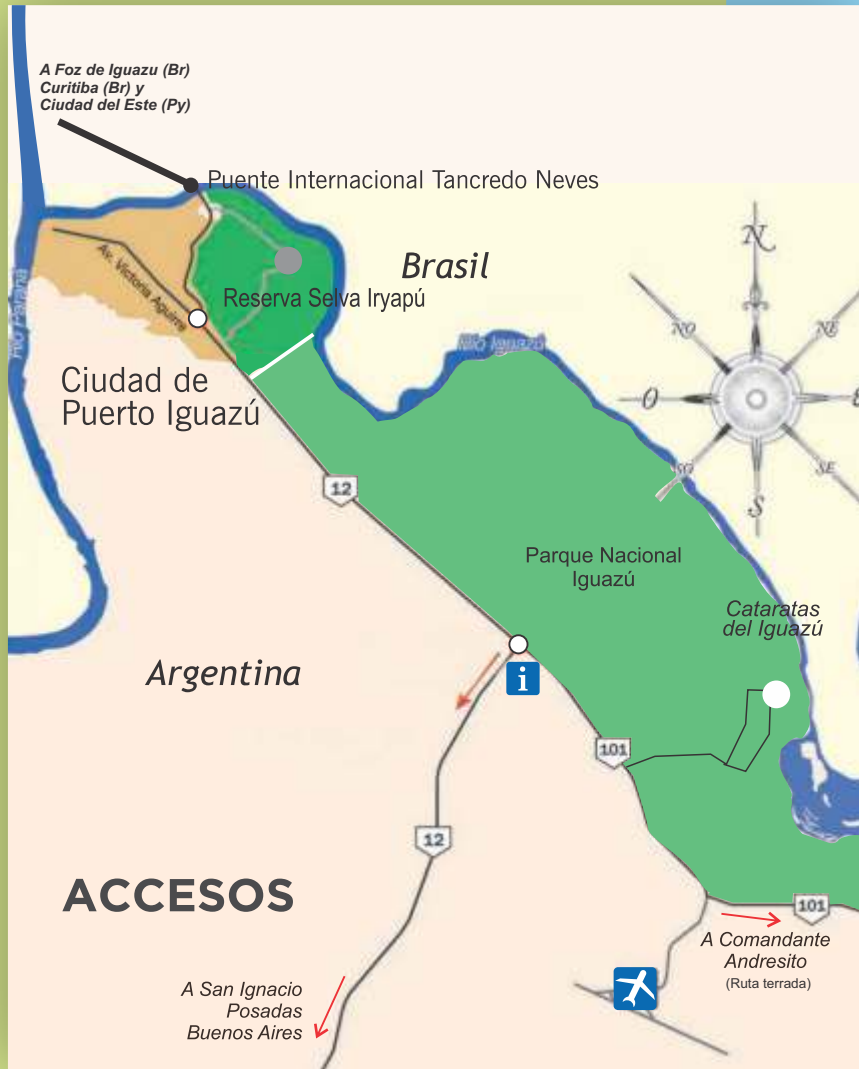 A Foz de Iguazu (Br)
Curitiba (Br) y
Ciudad del Este (Py)
Puente Internacional Tancredo Neves
N
Brasil
Av. Victoria Aguirre
Reserva Selva Iryapú
Río Paraná
Río Iguazú
NO
NE
O
E
SO
SE
S
Ciudad de
Puerto Iguazú
12
Parque Nacional
Iguazú
Cataratas
del Iguazú
Argentina
i
101
12
ACCESOS
101
A Comandante
Andresito
(Ruta terrada)
A San Ignacio
Posadas
Buenos Aires